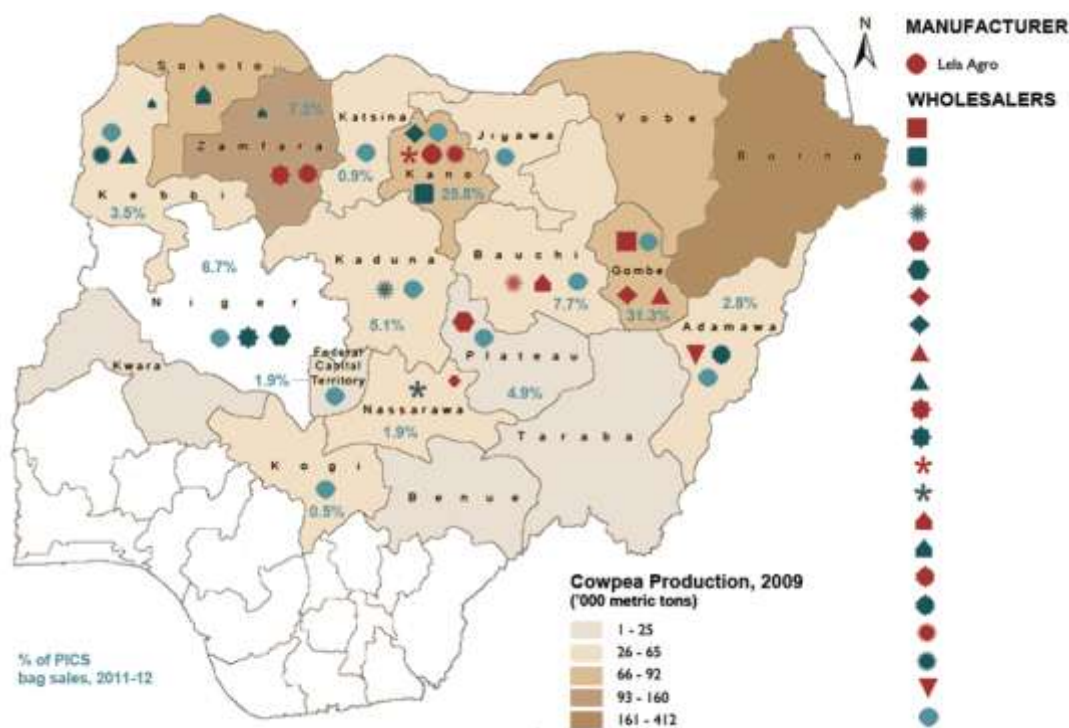 N
MANUFACTURER
Lela Agro
WHOLESALERS
Sokoto
7.2%
Katsina
Jigawa
Yobe
Borno
Zamfara
Kano
Kebbi
0.9%
29.8%
3.5%
6.7%
Kaduna
Bauchi
Gombe
2.8%
Niger
7.7%
31.3%
Adamawa
5.1%
Federal
Capital
Territory
Plateau
Kwara
1.9%
Nassarawa
4.9%
1.9%
Taraba
Kogi
Benue
0.5%
Cowpea Production, 2009
('000 metric tons)
1 - 25
26 - 65
66 - 92
93 - 160
161 - 412
% of PICS
bag sales, 2011-12